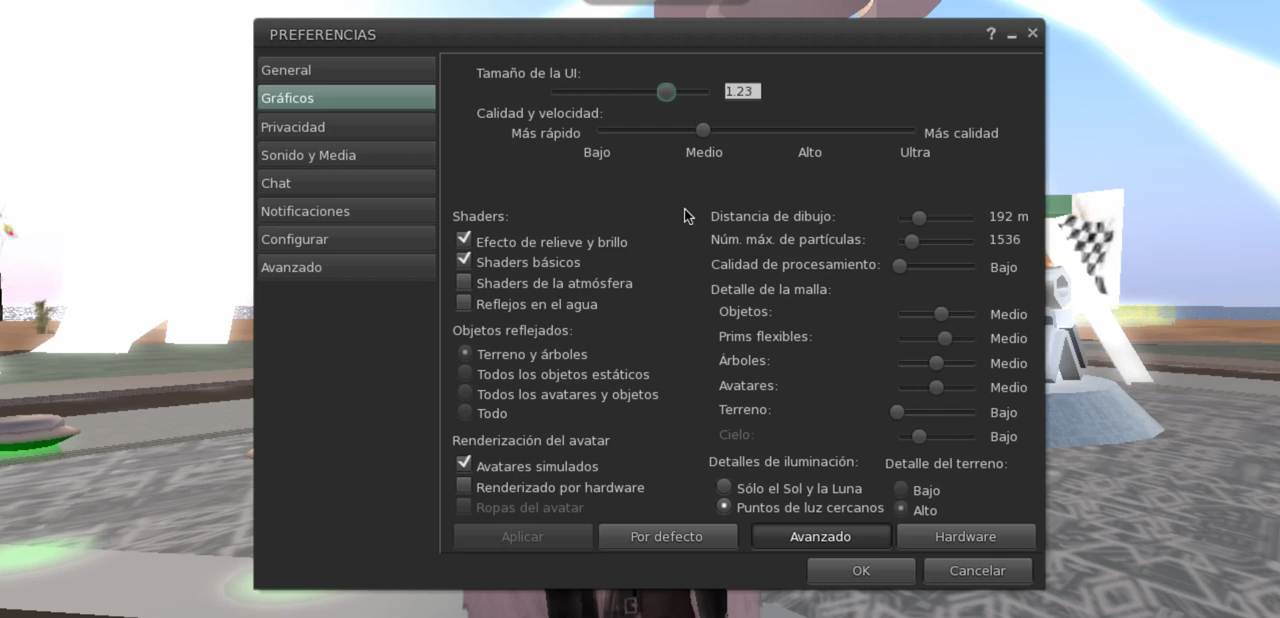 PREFERENCIAS
?
General
Gráficos
Privacidad
Sonido y Media
Chat
Notificaciones
Configurar
Avanzado
Tamaño de la UI:
1.23
Calidad y velocidad:
Más rápido Más calidad
Bajo Medio Alto Ultra
Shaders:
Efecto de relieve y brillo
Shaders básicos
Shaders de la atmósfera
Reflejos en el agua
Objetos reflejados:
Terreno y árboles
Todos los objetos estáticos
Todos los avatares y objetos
Todo
Renderización del avatar
Avatares simulados
Renderizado por hardware
Ropas del avatar
Distancia de dibujo: 192 m
Núm. máx. de partículas: 1536
Calidad de procesamiento: Bajo
Detalle de la malla:
Objetos: Medio
Prims flexibles: Medio
Árboles: Medio
Avatares: Medio
Terreno: Bajo
Cielo: Bajo
Detalles de iluminación:
Sólo el Sol y la Luna
Puntos de luz cercanos
Detalle del terreno:
Bajo
Alto
Aplicar Por defecto Avanzado Hardware
OK Cancelar